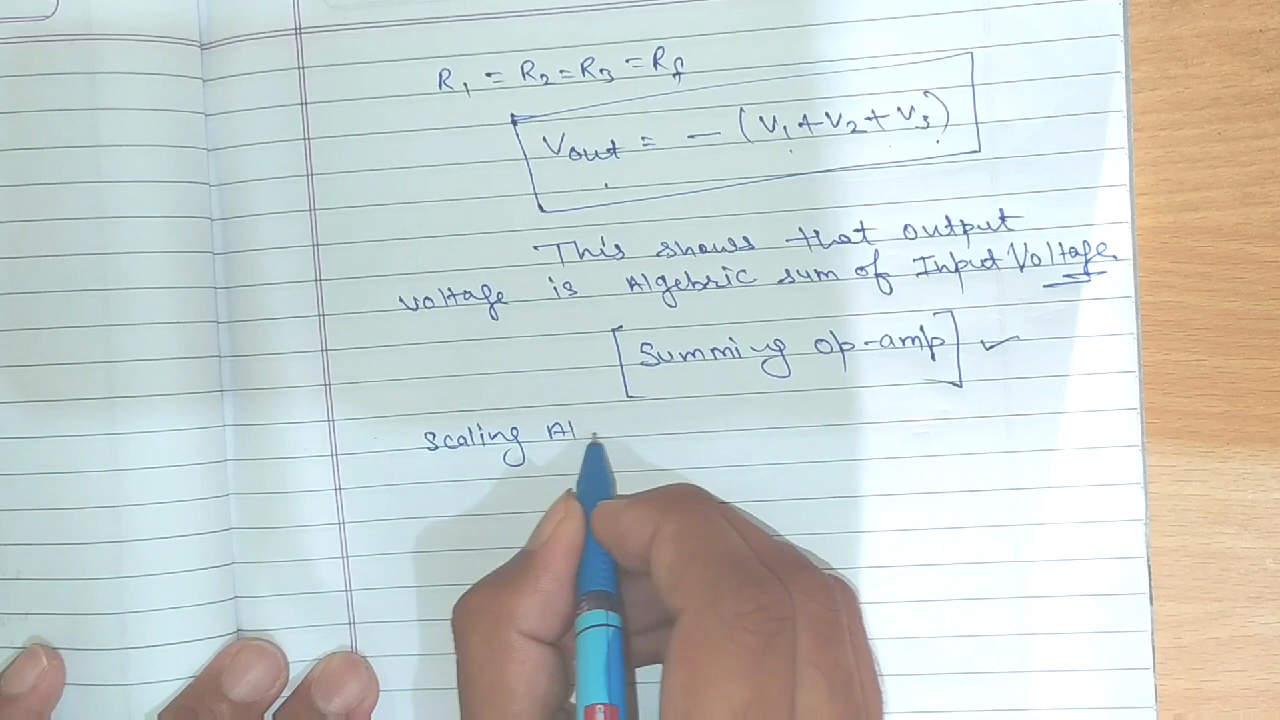 R₁ = R₂ = R₃ = Rf
Vout = - (V₁ + V₂ + V₃)
This shows that output
voltage is Algebric sum of Input Voltage
Summing op-amp
scaling A